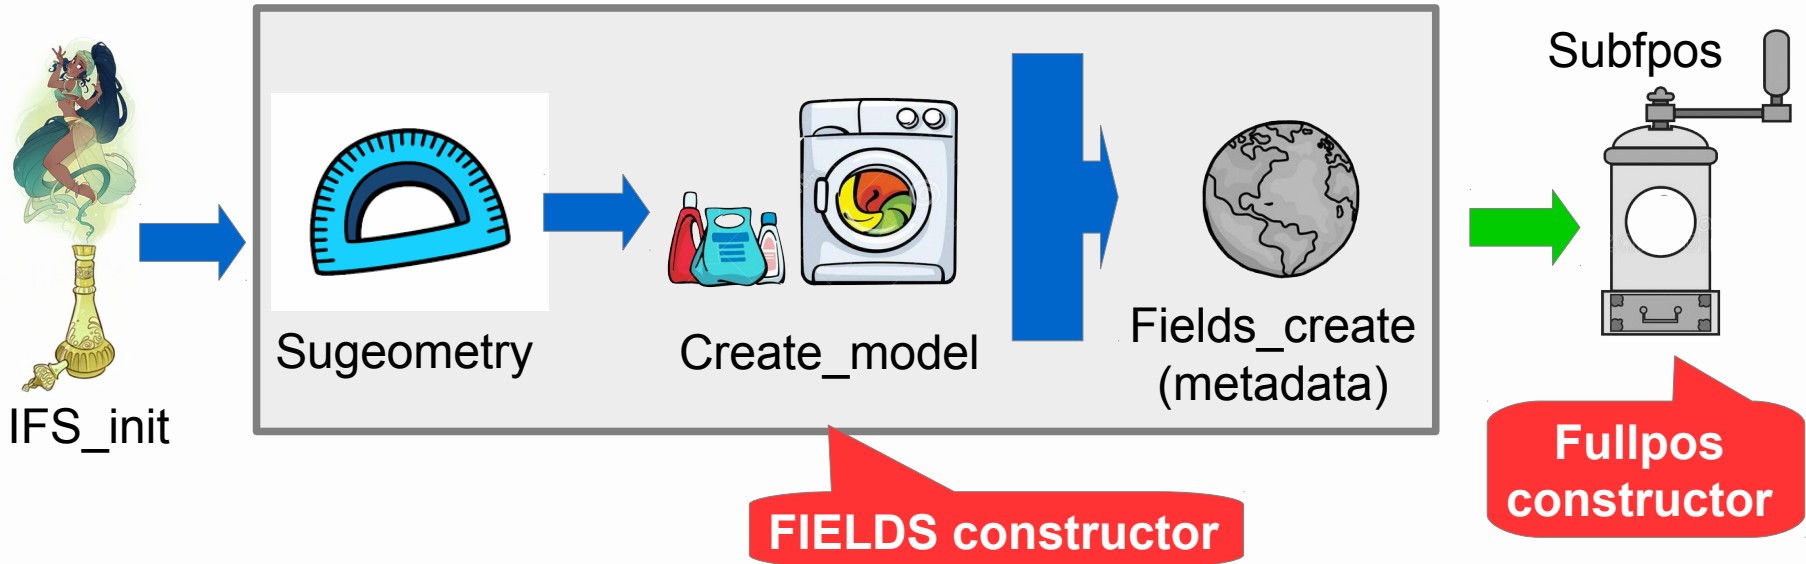 IFS_init
Sugeometry
Create_model
Fields_create
(metadata)
Subfpos
FIELDS constructor
Fullpos
constructor